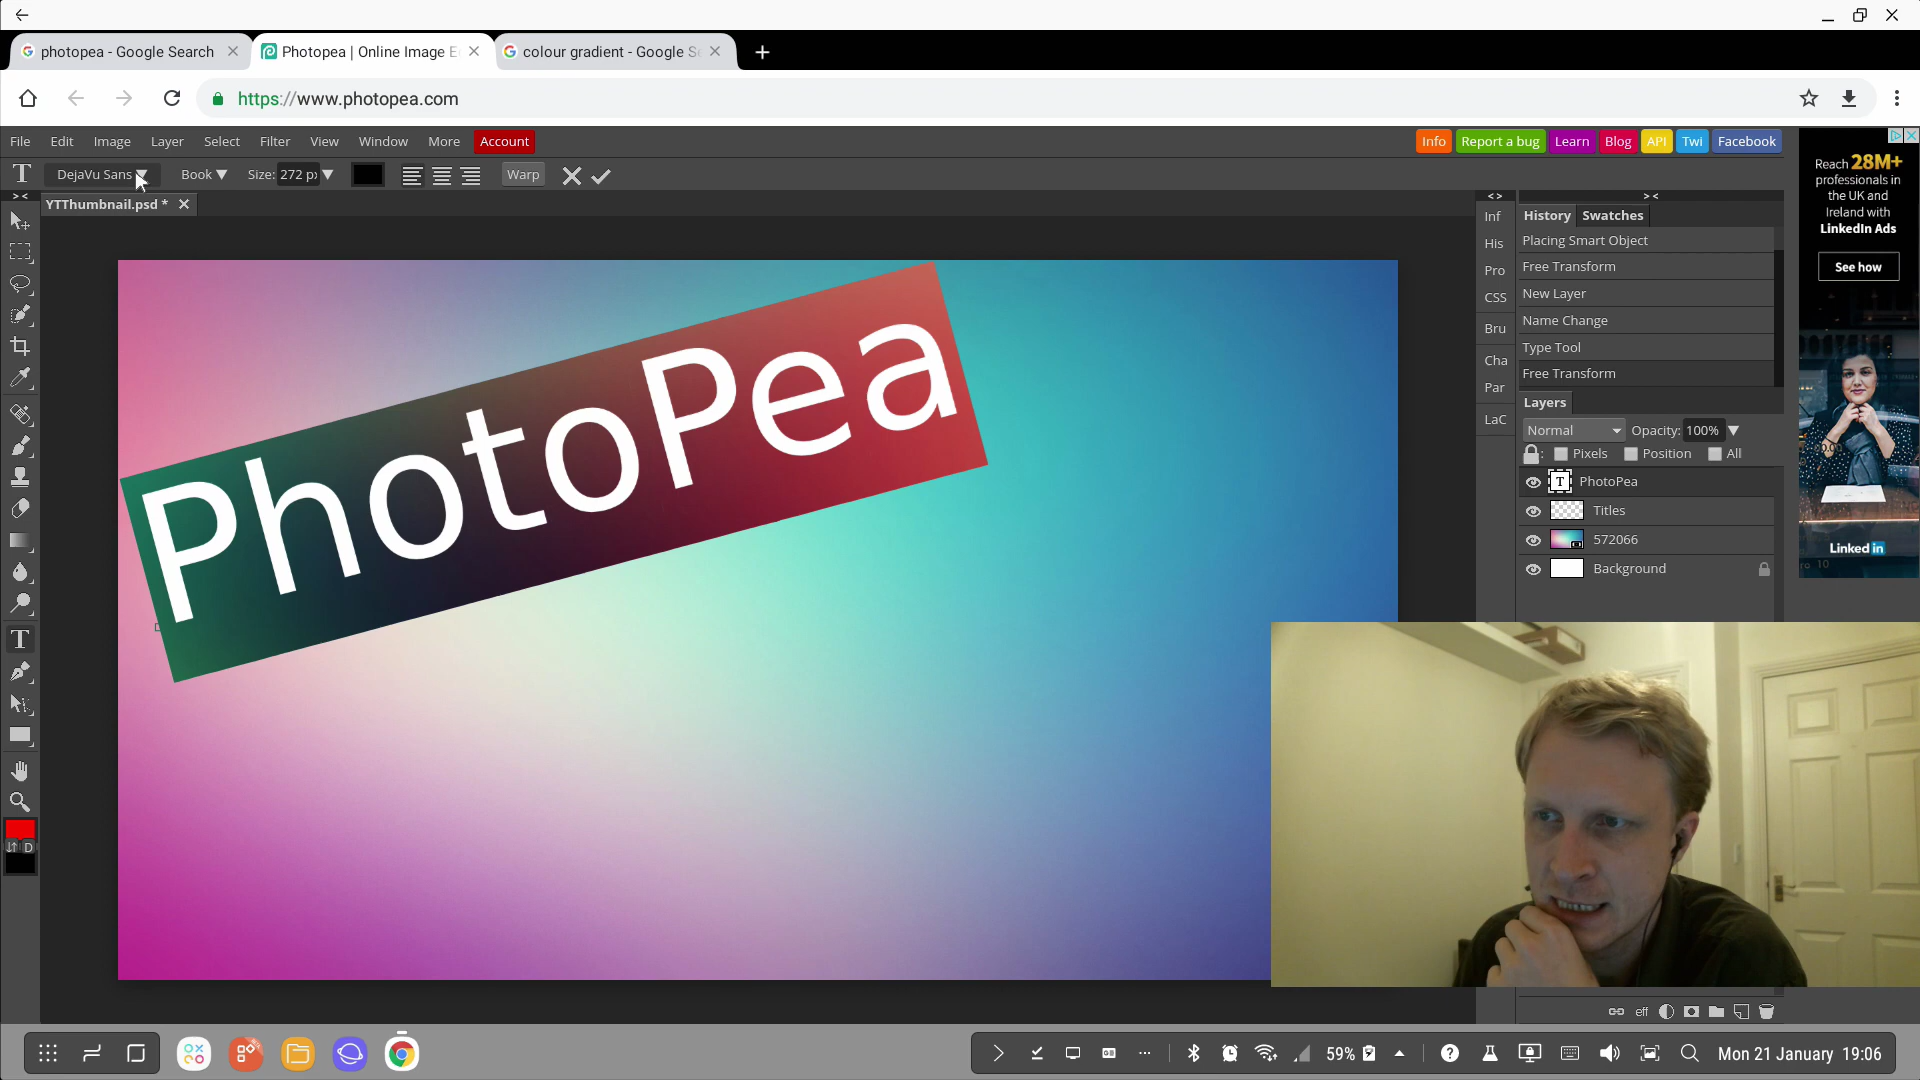 photopea - Google Search
Photopea | Online Image E
colour gradient - Google S
https://www.photopea.com
File Edit Image Layer Select Filter View Window More Account
Info Report a bug Learn Blog API Twi Facebook
DejaVu Sans Book Size: 272 p Warp
YTThumbnail.psd *
PhotoPea
Inf
His
Pro
CSS
Bru
Cha
Par
LaC
History Swatches
Placing Smart Object
Free Transform
New Layer
Name Change
Type Tool
Free Transform
Layers
Normal Opacity: 100%
Pixels Position All
T PhotoPea
Titles
572066
Background
eff
D
Reach 28M+
professionals in
the UK and
Ireland with
LinkedIn Ads
See how
Linked in
59%
Mon 21 January 19:06